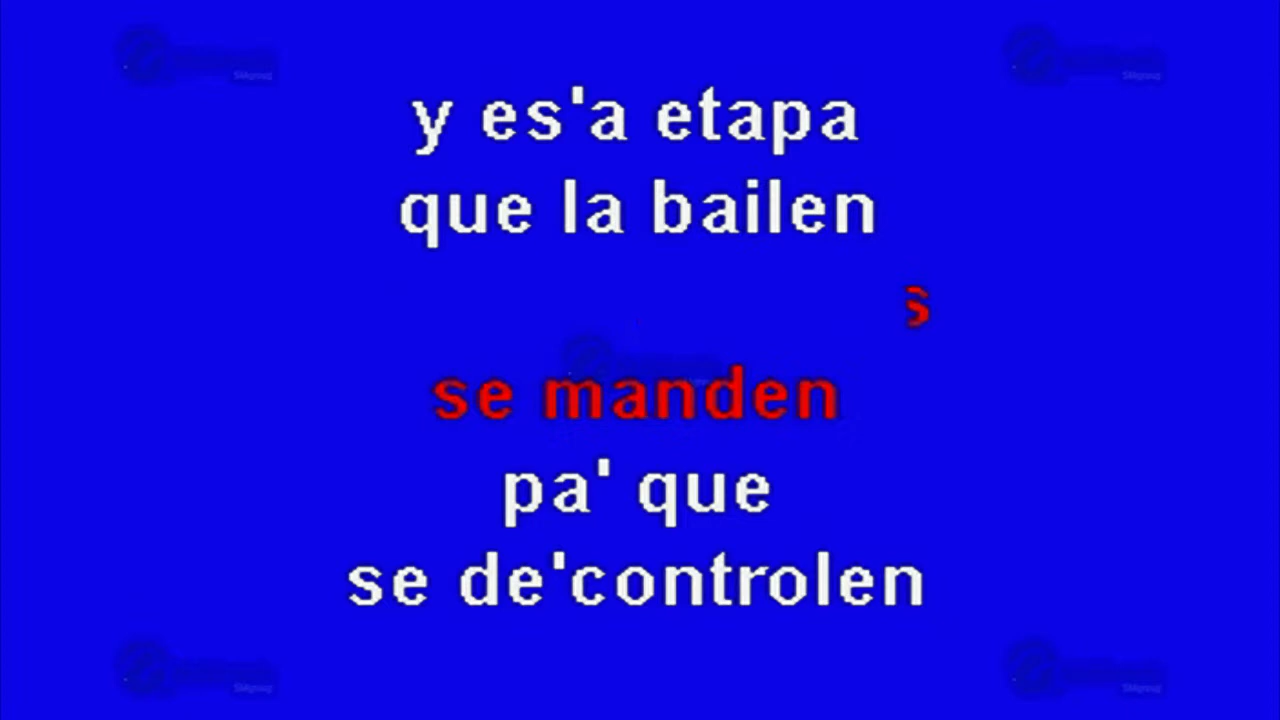 y es'a etapa
que la bailen
s
se manden
pa' que
se de'controlen